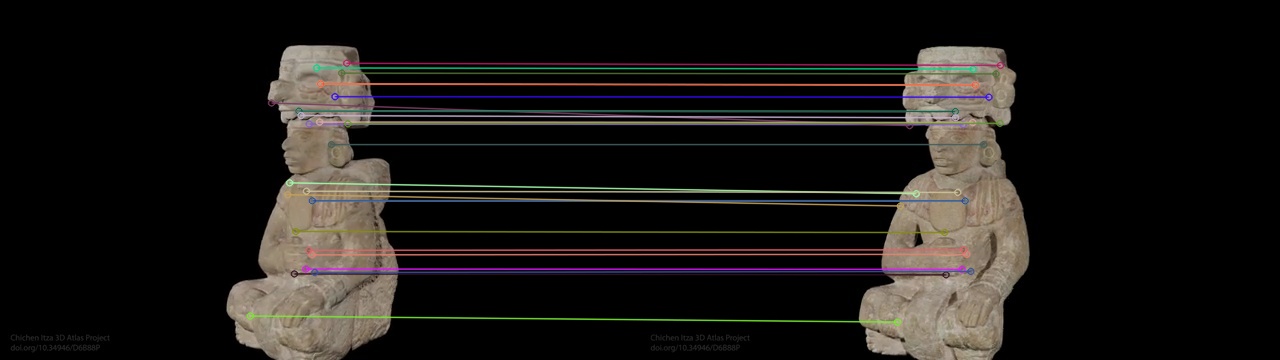 Chichen Itza 3D Atlas Project
doi.org/10.34946/D6B88P
Chichen Itza 3D Atlas Project
doi.org/10.34946/D6B88P